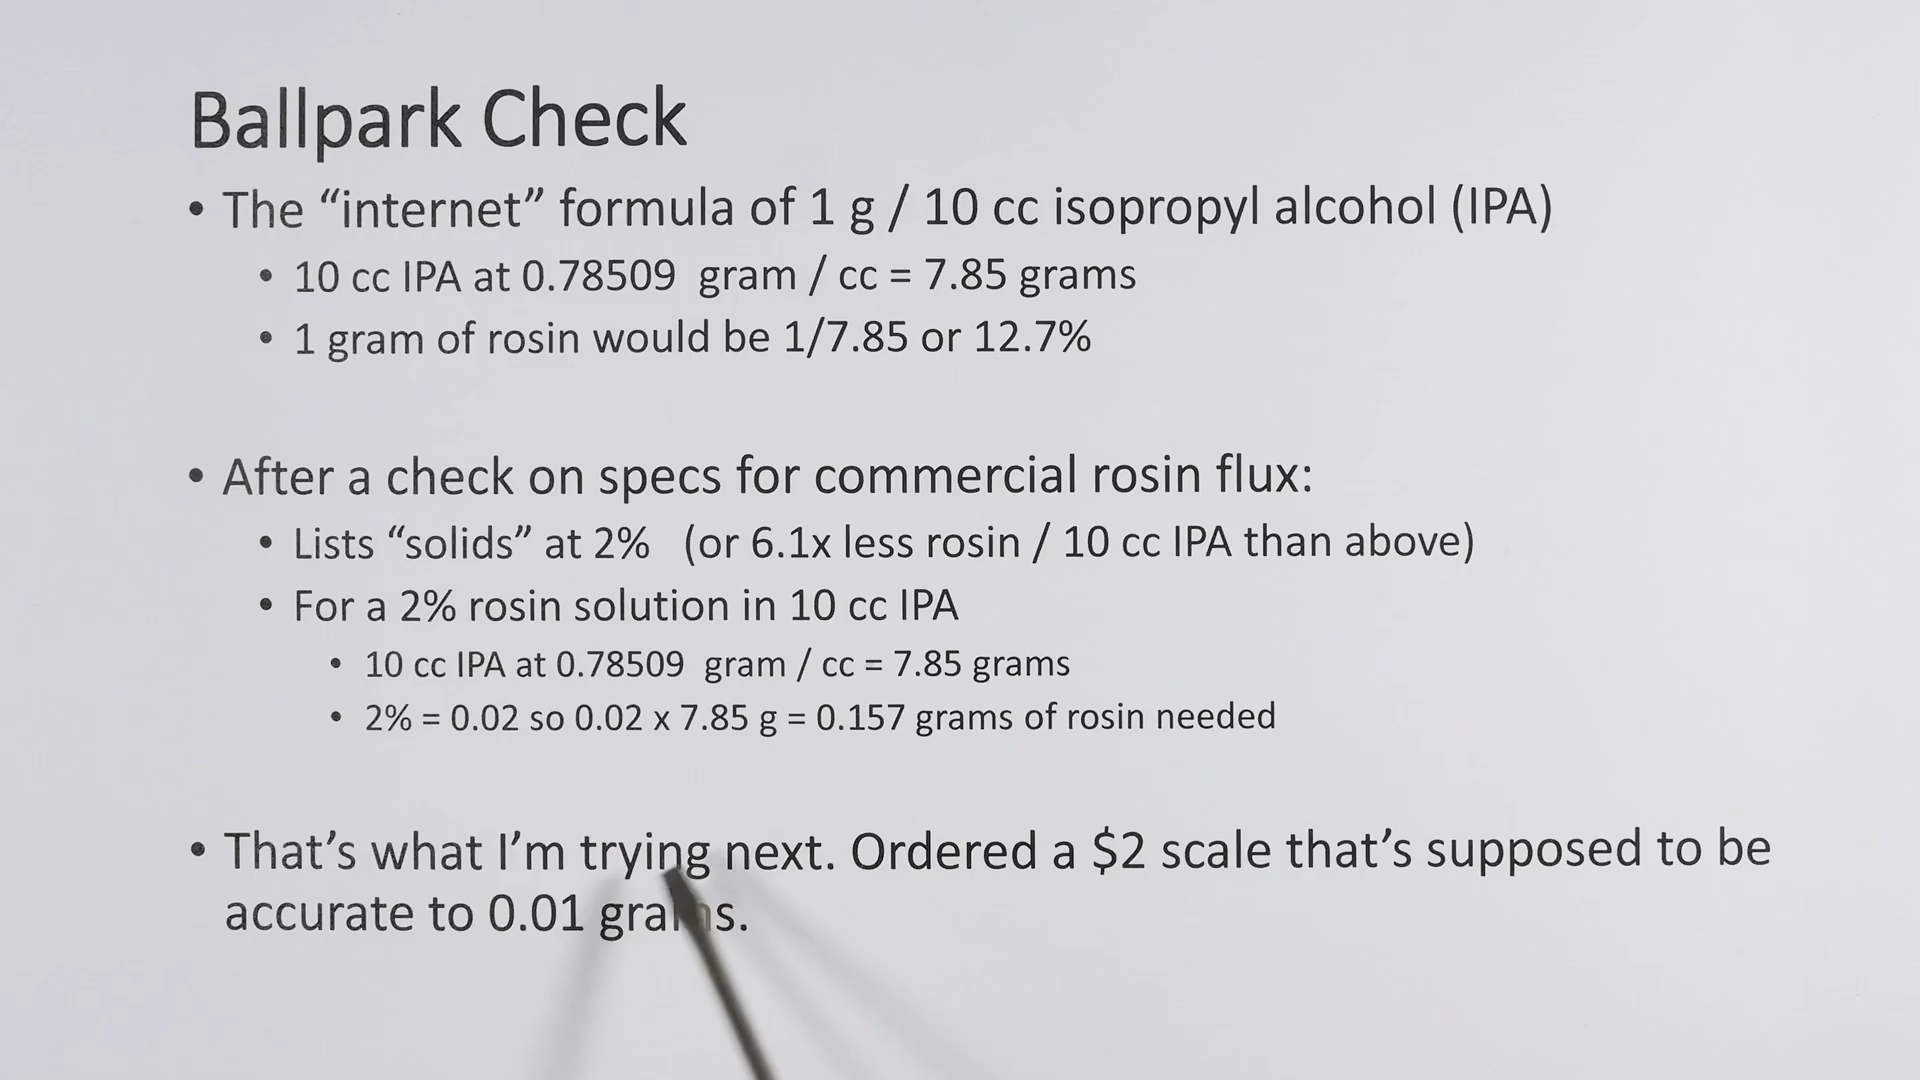 Ballpark Check
• The “internet” formula of 1 g / 10 cc isopropyl alcohol (IPA)
• 10 cc IPA at 0.78509 gram / cc = 7.85 grams
• 1 gram of rosin would be 1/7.85 or 12.7%
• After a check on specs for commercial rosin flux:
• Lists “solids” at 2% (or 6.1x less rosin / 10 cc IPA than above)
• For a 2% rosin solution in 10 cc IPA
• 10 cc IPA at 0.78509 gram / cc = 7.85 grams
• 2% = 0.02 so 0.02 x 7.85 g = 0.157 grams of rosin needed
• That’s what I’m trying next. Ordered a $2 scale that’s supposed to be
accurate to 0.01 grams.